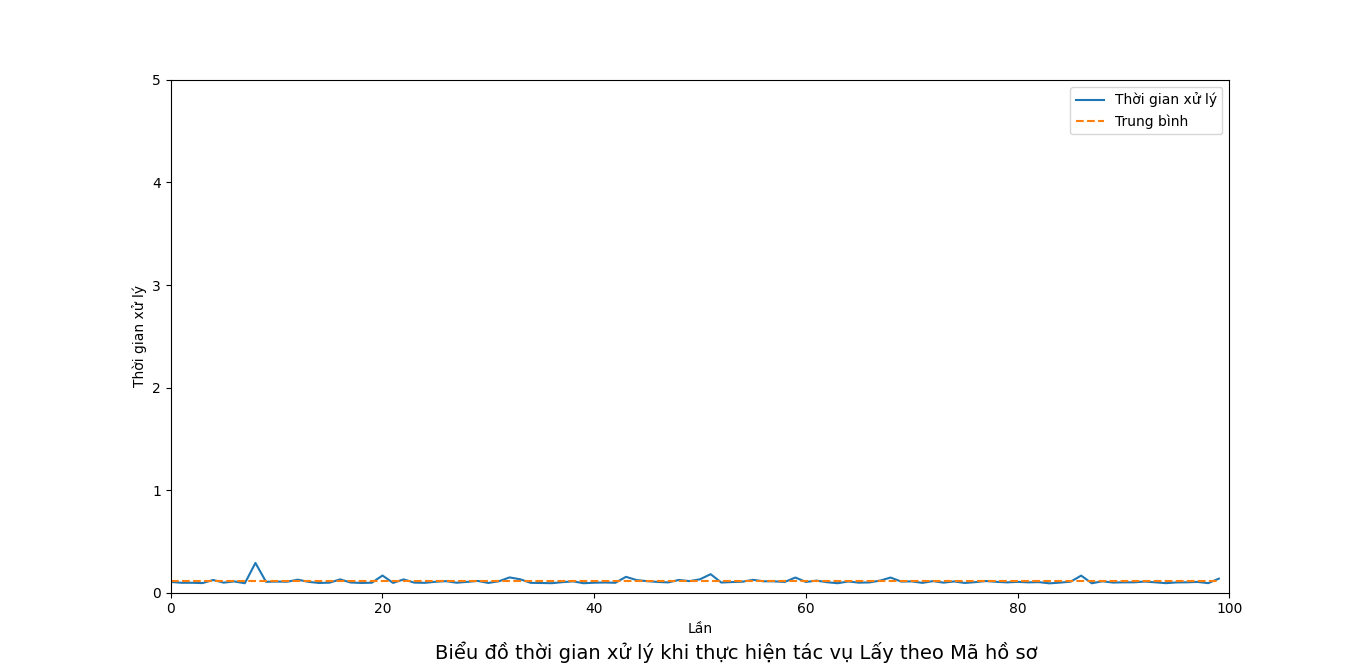 5
Thời gian xử lý
Trung bình
4
3
Thời gian xử lý
2
1
0
0 20 40 60 80 100
Lần
Biểu đồ thời gian xử lý khi thực hiện tác vụ Lấy theo Mã hồ sơ